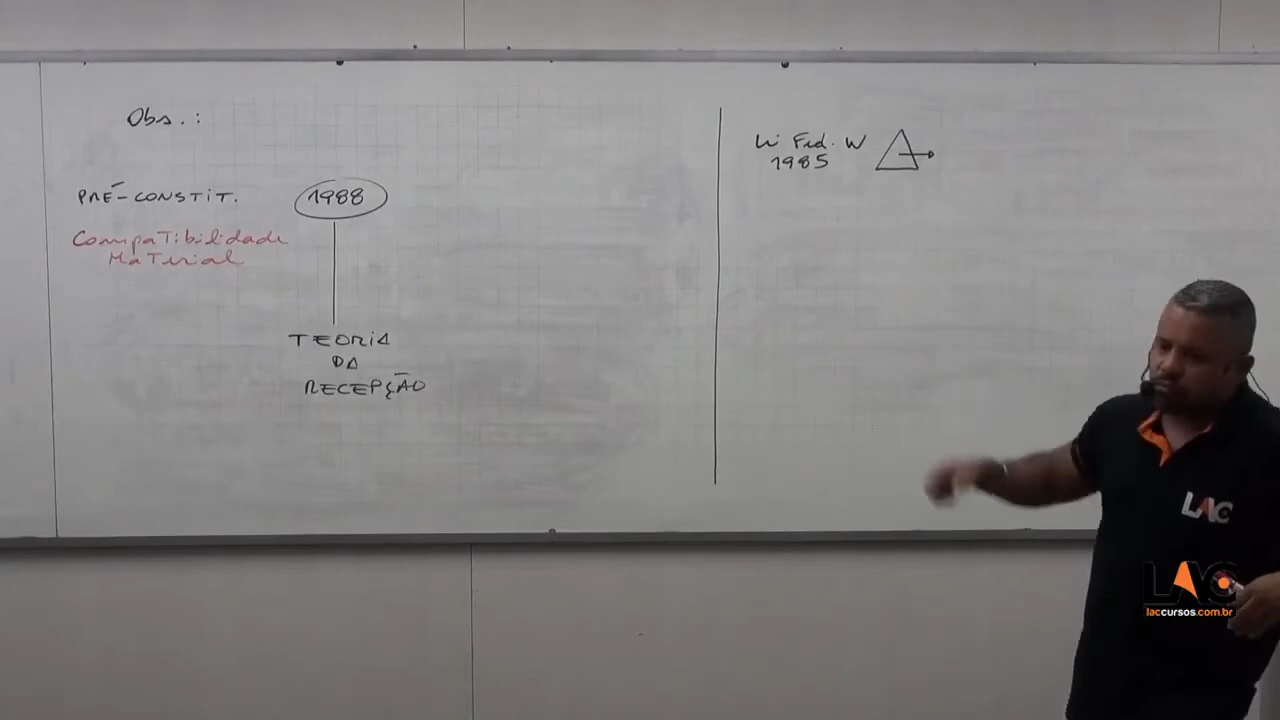 Obs.:
PRÉ-CONSTIT.
1988
CompaTibilidade
MaTerial
TEORIA
DA
RECEPÇÃO
Lei Fed. W
1985
LAC
LAC
laccursos.com.br